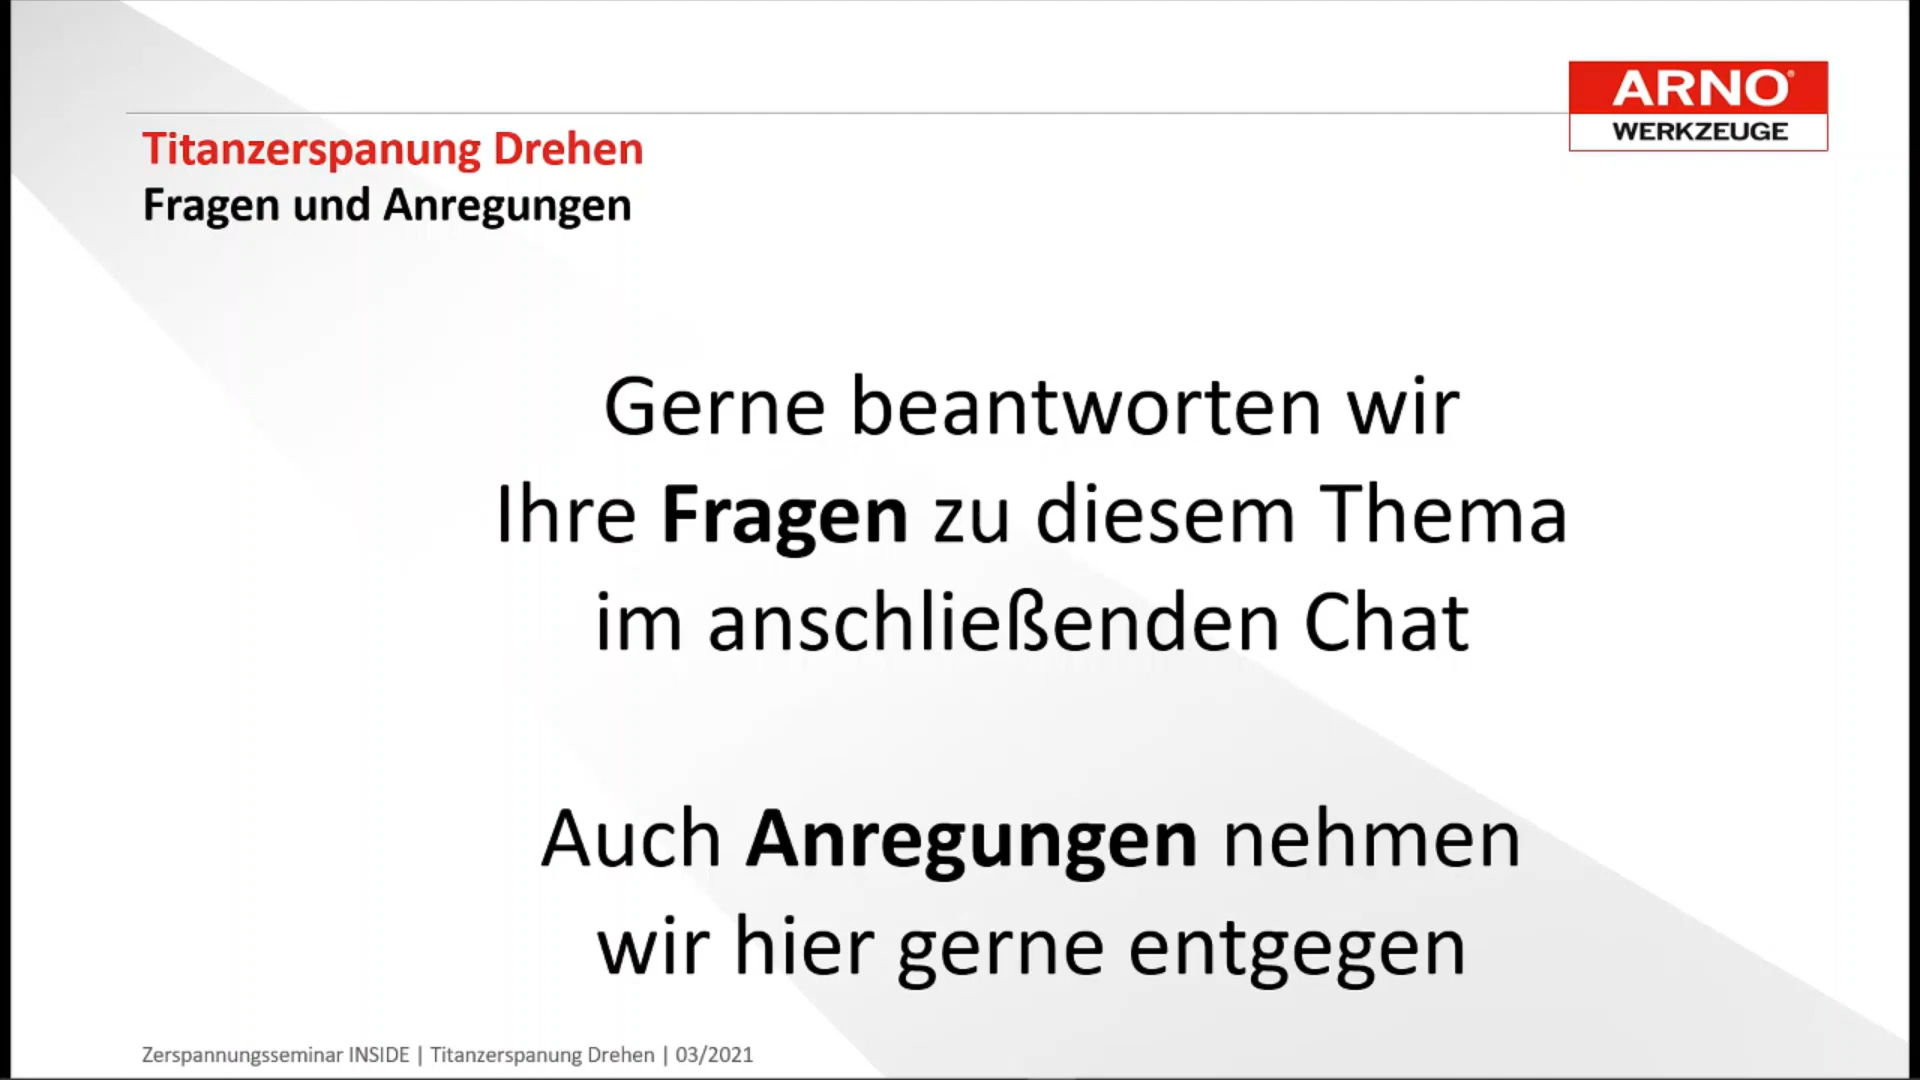 ARNO®
WERKZEUGE
Titanzerspanung Drehen
Fragen und Anregungen
Gerne beantworten wir
Ihre Fragen zu diesem Thema
im anschließenden Chat
Auch Anregungen nehmen
wir hier gerne entgegen
Zerspannungsseminar INSIDE | Titanzerspanung Drehen | 03/2021